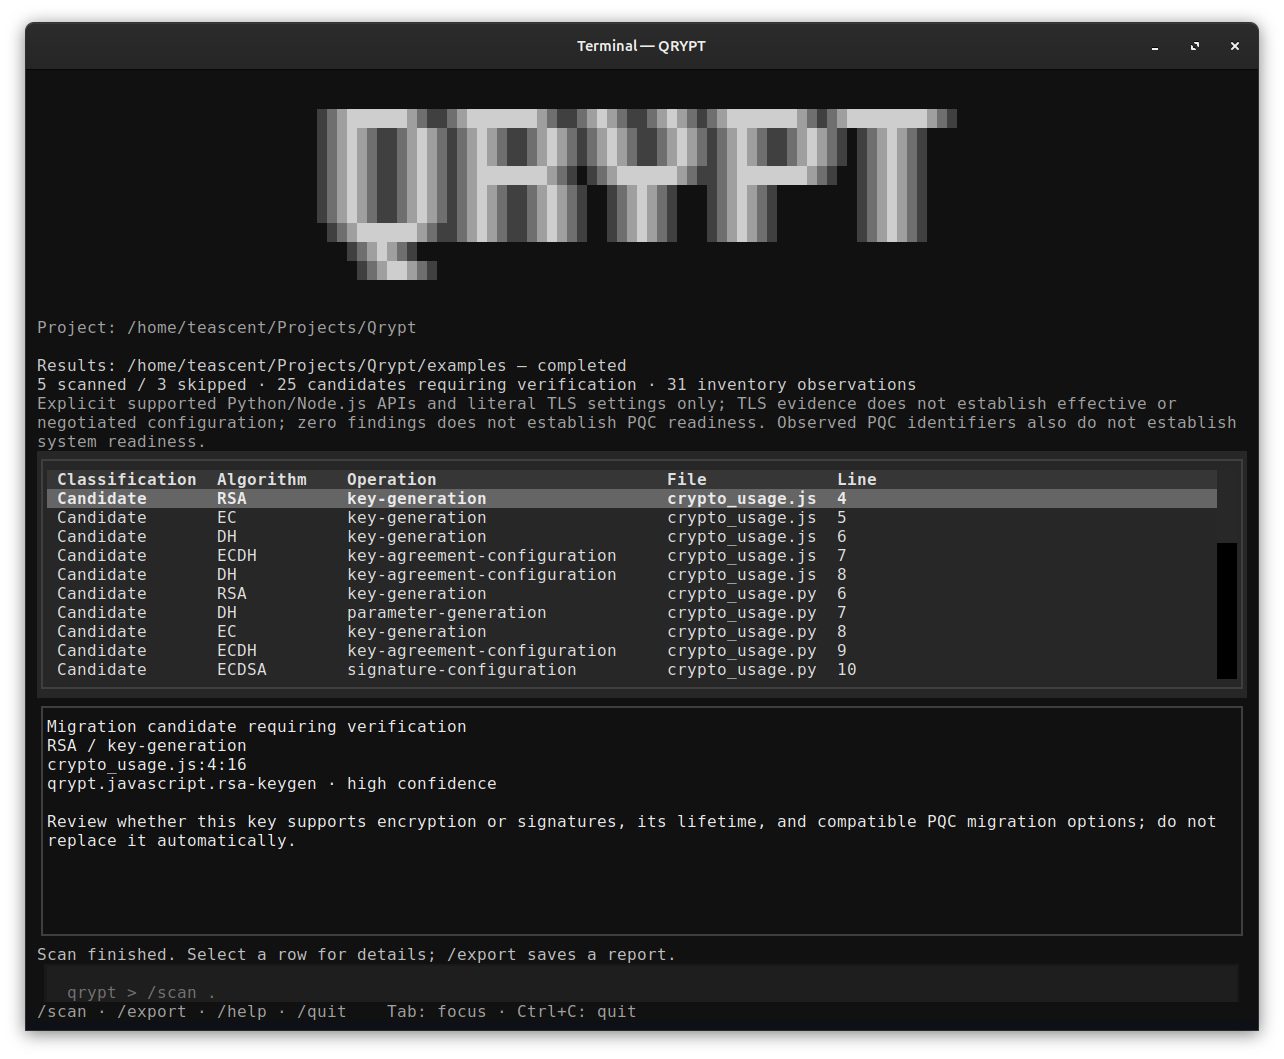 Terminal — QRYPT
QRYPT
Project: /home/teascent/Projects/Qrypt
Results: /home/teascent/Projects/Qrypt/examples — completed
5 scanned / 3 skipped · 25 candidates requiring verification · 31 inventory observations
Explicit supported Python/Node.js APIs and literal TLS settings only; TLS evidence does not establish effective or
negotiated configuration; zero findings does not establish PQC readiness. Observed PQC identifiers also do not establish
system readiness.
Classification Algorithm Operation File Line
Candidate RSA key-generation crypto_usage.js 4
Candidate EC key-generation crypto_usage.js 5
Candidate DH key-generation crypto_usage.js 6
Candidate ECDH key-agreement-configuration crypto_usage.js 7
Candidate DH key-agreement-configuration crypto_usage.js 8
Candidate RSA key-generation crypto_usage.py 6
Candidate DH parameter-generation crypto_usage.py 7
Candidate EC key-generation crypto_usage.py 8
Candidate ECDH key-agreement-configuration crypto_usage.py 9
Candidate ECDSA signature-configuration crypto_usage.py 10
Migration candidate requiring verification
RSA / key-generation
crypto_usage.js:4:16
qrypt.javascript.rsa-keygen · high confidence
Review whether this key supports encryption or signatures, its lifetime, and compatible PQC migration options; do not
replace it automatically.
Scan finished. Select a row for details; /export saves a report.
qrypt > /scan .
/scan · /export · /help · /quit Tab: focus · Ctrl+C: quit